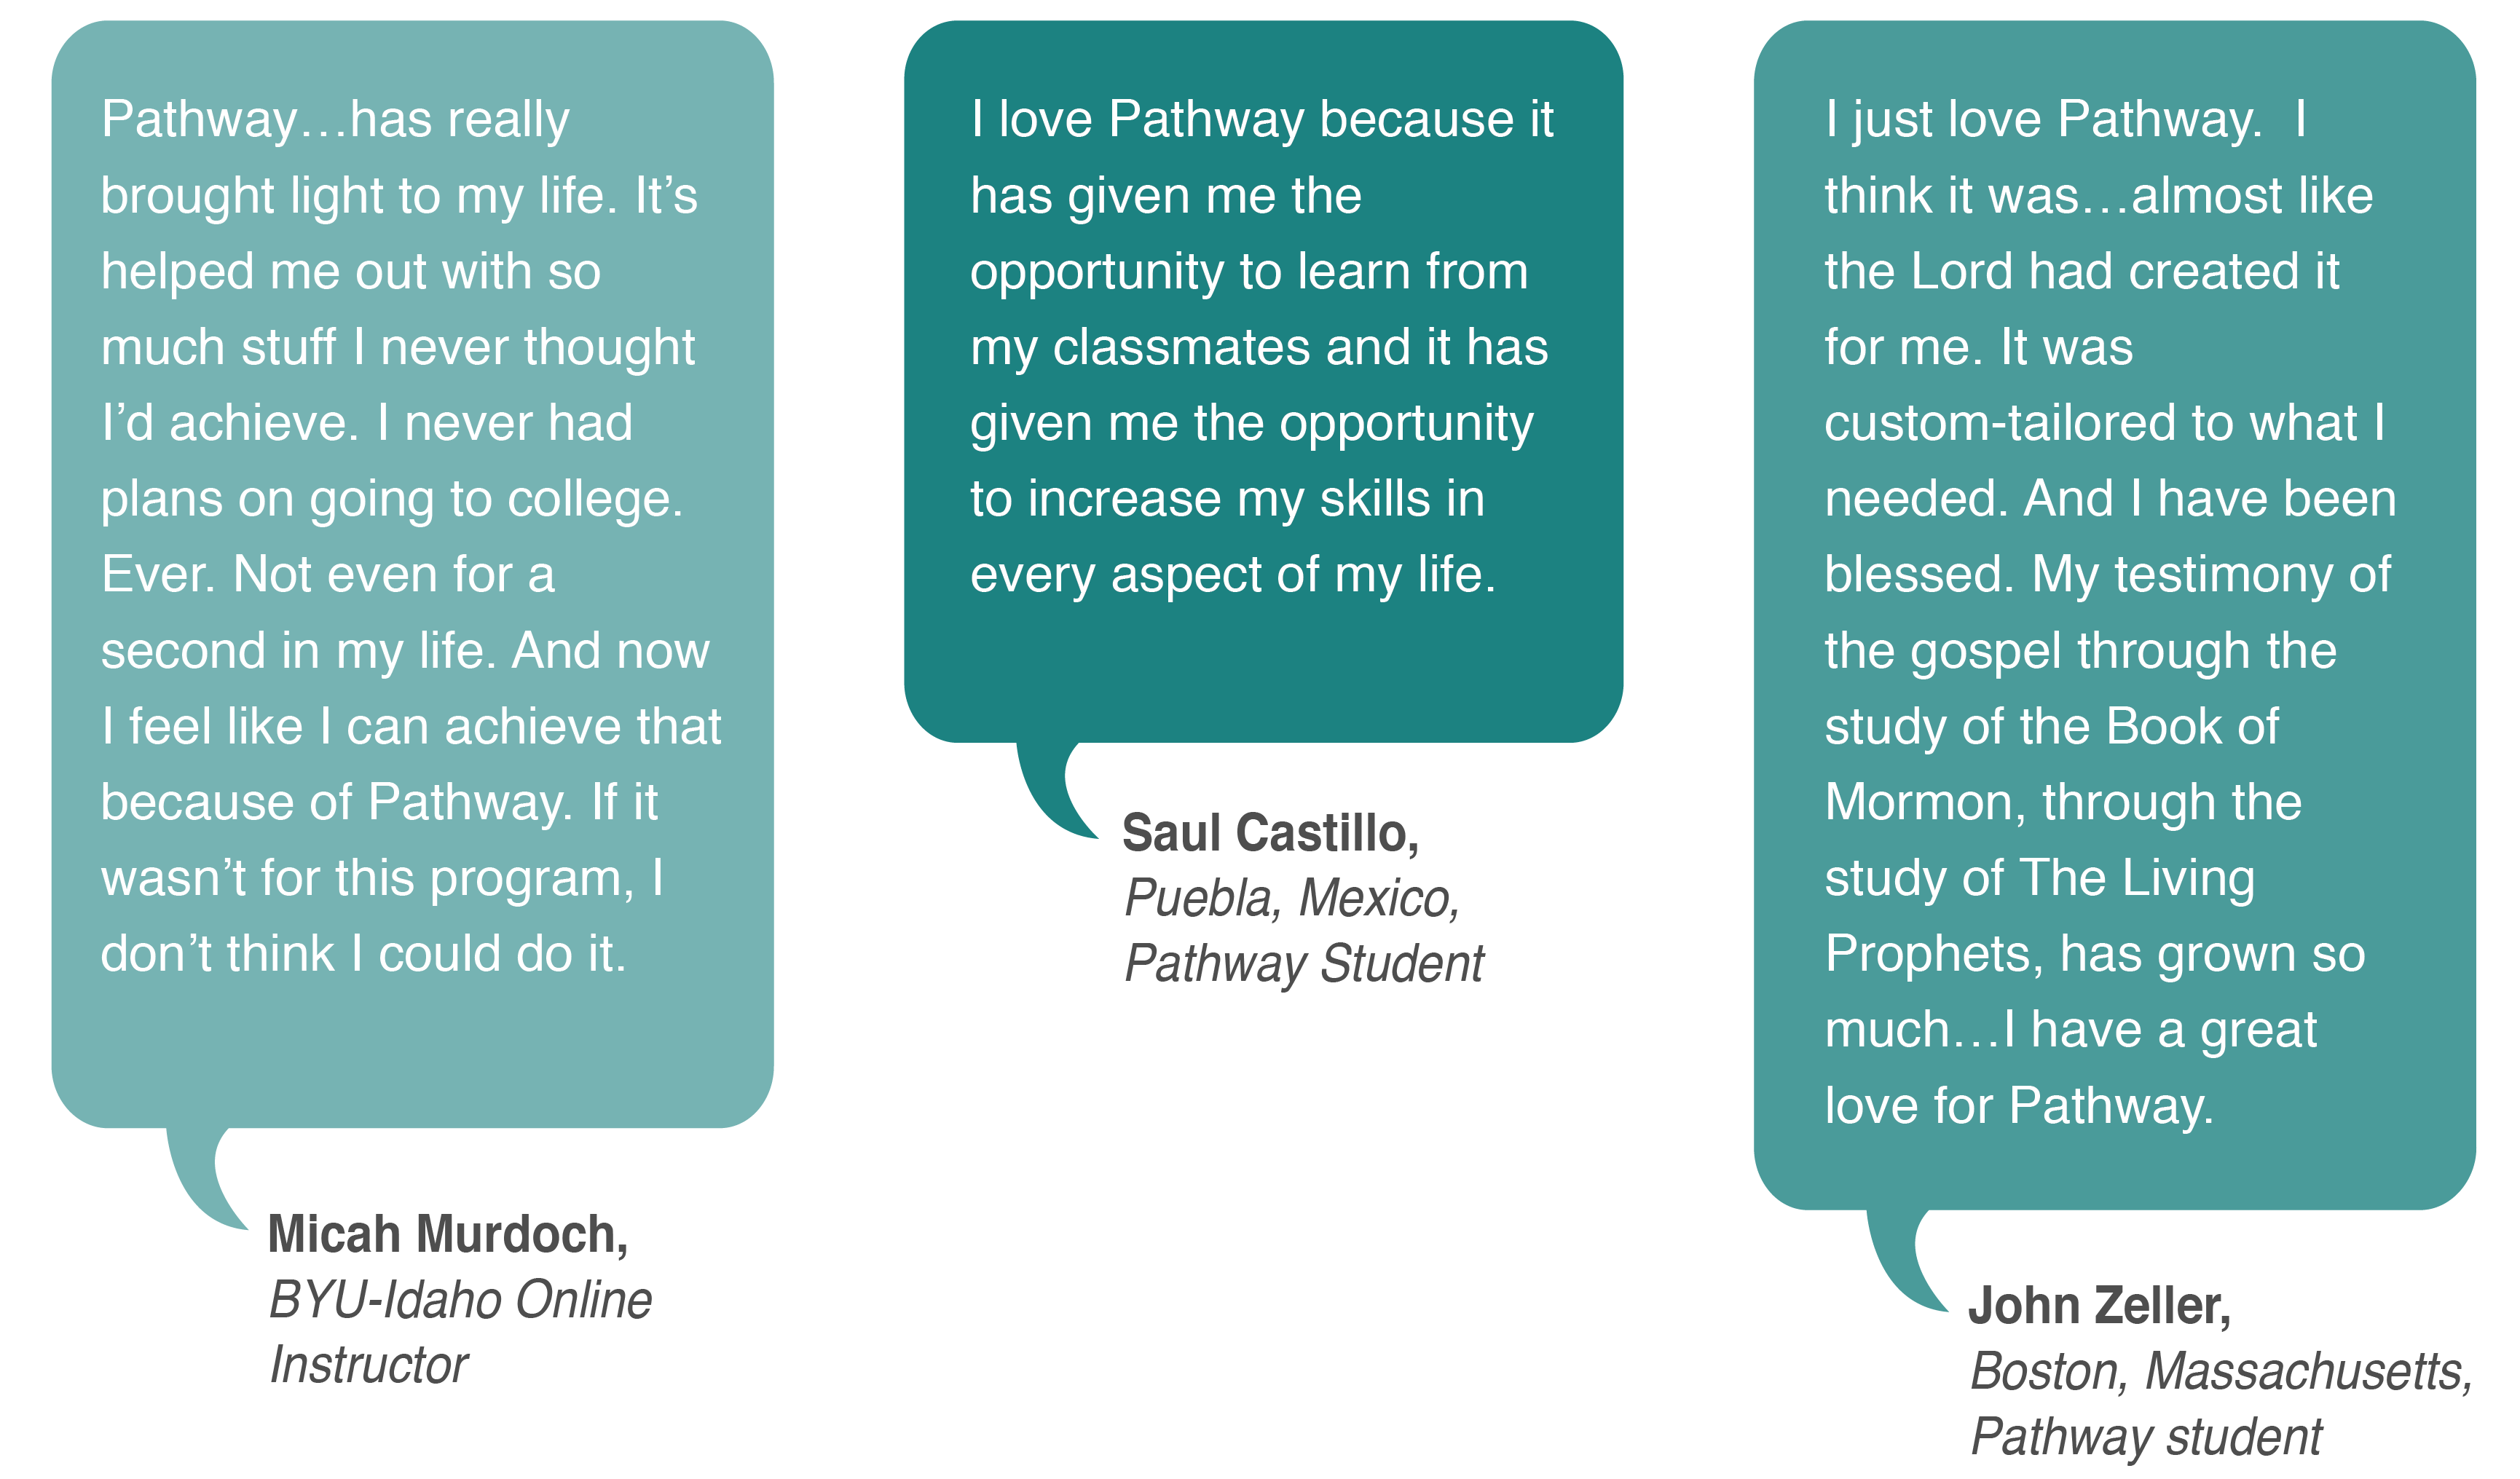 Pathway…has really
brought light to my life. It’s
helped me out with so
much stuff I never thought
I’d achieve. I never had
plans on going to college.
Ever. Not even for a
second in my life. And now
I feel like I can achieve that
because of Pathway. If it
wasn’t for this program, I
don’t think I could do it.
Micah Murdoch,
BYU-Idaho Online
Instructor
I love Pathway because it
has given me the
opportunity to learn from
my classmates and it has
given me the opportunity
to increase my skills in
every aspect of my life.
Saul Castillo,
Puebla, Mexico,
Pathway Student
I just love Pathway.  I
think it was…almost like
the Lord had created it
for me. It was
custom-tailored to what I
needed. And I have been
blessed. My testimony of
the gospel through the
study of the Book of
Mormon, through the
study of The Living
Prophets, has grown so
much…I have a great
love for Pathway.
John Zeller,
Boston, Massachusetts,
Pathway student